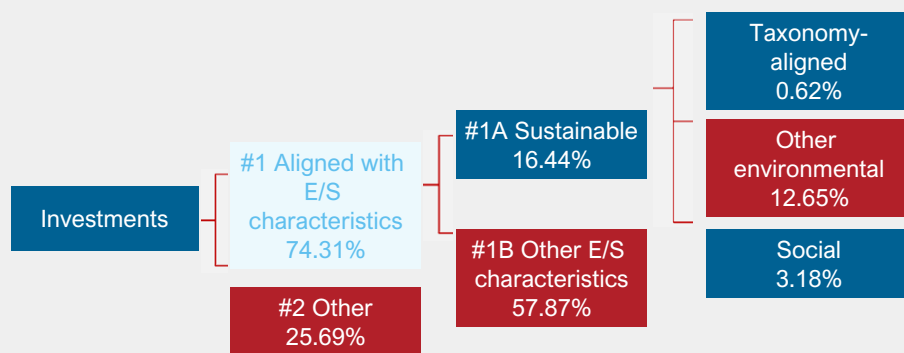 Investments
#1 Aligned with
E/S
characteristics
74.31%
#2 Other
25.69%
#1A Sustainable
16.44%
#1B Other E/S
characteristics
57.87%
Taxonomy-
aligned
0.62%
Other
environmental
12.65%
Social
3.18%